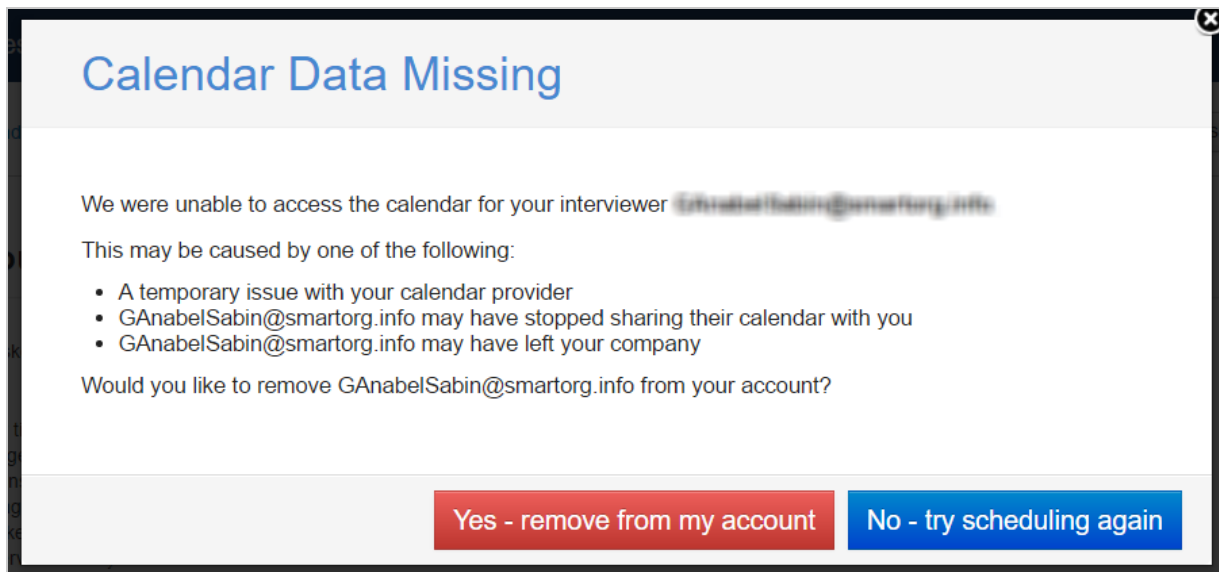 Calendar Data Missing
We were unable to access the calendar for your interviewer
This may be caused by one of the following:
• A temporary issue with your calendar provider
• GAnabelSabin@smartorg.info may have stopped sharing their calendar with you
• GAnabelSabin@smartorg.info may have left your company
Would you like to remove GAnabelSabin@smartorg.info from your account?
Yes - remove from my account
No - try scheduling again